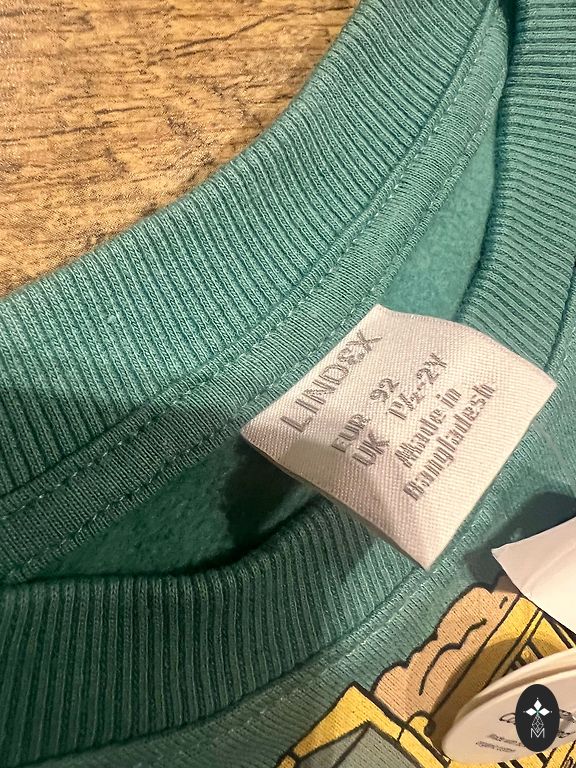 LINDEX
EUR 92
UK 1½-2Y
Made in
Bangladesh